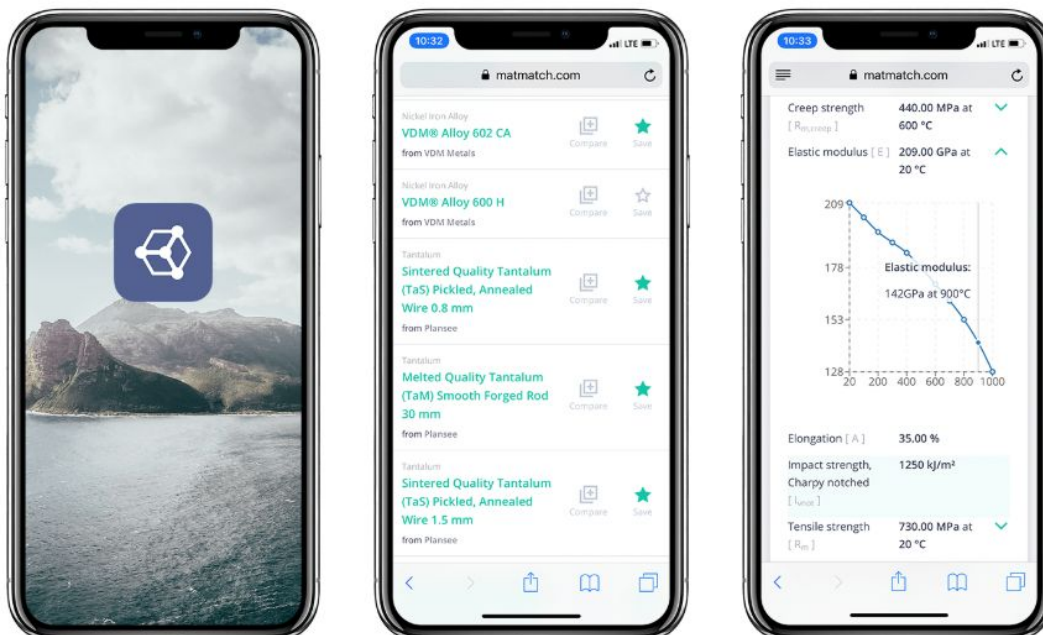 10:32
LTE
matmatch.com
Nickel Iron Alloy
VDM® Alloy 602 CA
from VDM Metals
Compare
Save
Nickel Iron Alloy
VDM® Alloy 600 H
from VDM Metals
Compare
Save
Tantalum
Sintered Quality Tantalum
(TaS) Pickled, Annealed
Wire 0.8 mm
from Plansee
Compare
Save
Tantalum
Melted Quality Tantalum
(TaM) Smooth Forged Rod
30 mm
from Plansee
Compare
Save
Tantalum
Sintered Quality Tantalum
(TaS) Pickled, Annealed
Wire 1.5 mm
from Plansee
Compare
Save
10:33
LTE
matmatch.com
Creep strength 440.00 MPa at
600 °C
Elastic modulus [ E ] 209.00 GPa at
20 °C
209
178
153
128
Elastic modulus:
142GPa at 900°C
20 200 400 600 800 1000
Elongation [ A ] 35.00 %
Impact strength, 1250 kJ/m²
Charpy notched
Tensile strength 730.00 MPa at
[ Rm ] 20 °C